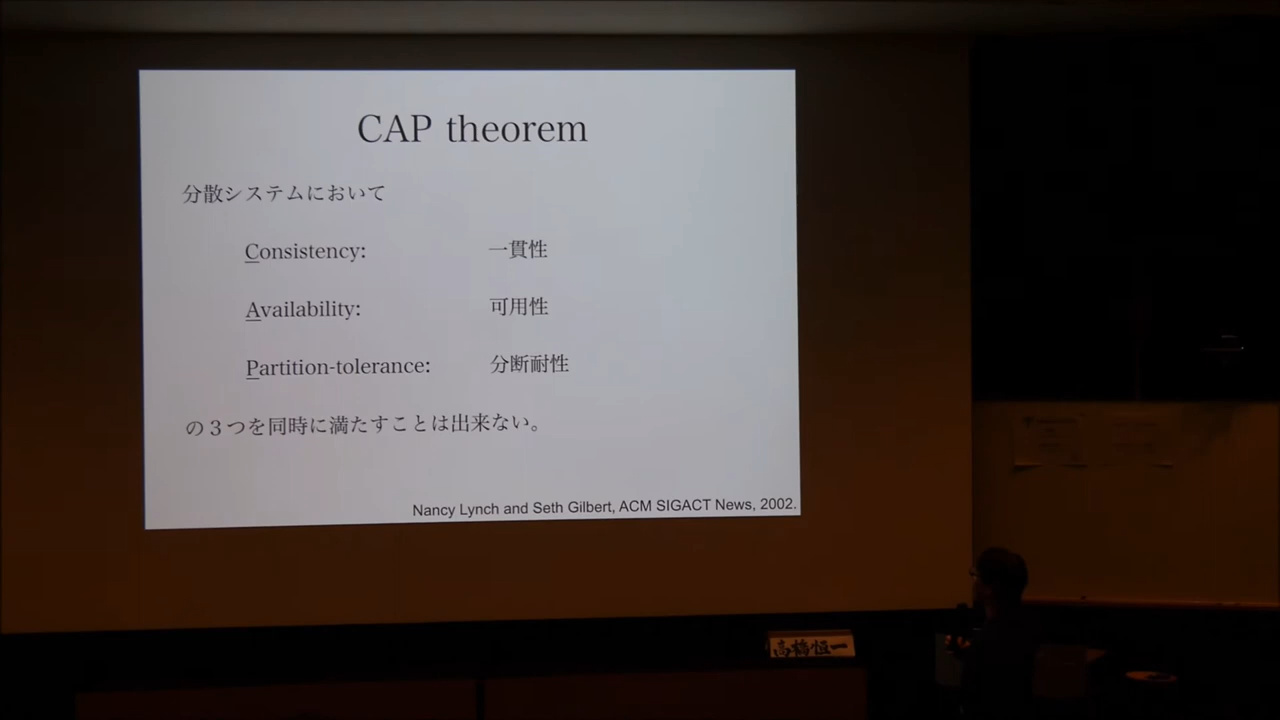 CAP theorem
分散システムにおいて
Consistency: 一貫性
Availability: 可用性
Partition-tolerance: 分断耐性
の３つを同時に満たすことは出来ない。
Nancy Lynch and Seth Gilbert, ACM SIGACT News, 2002.
高橋恒一